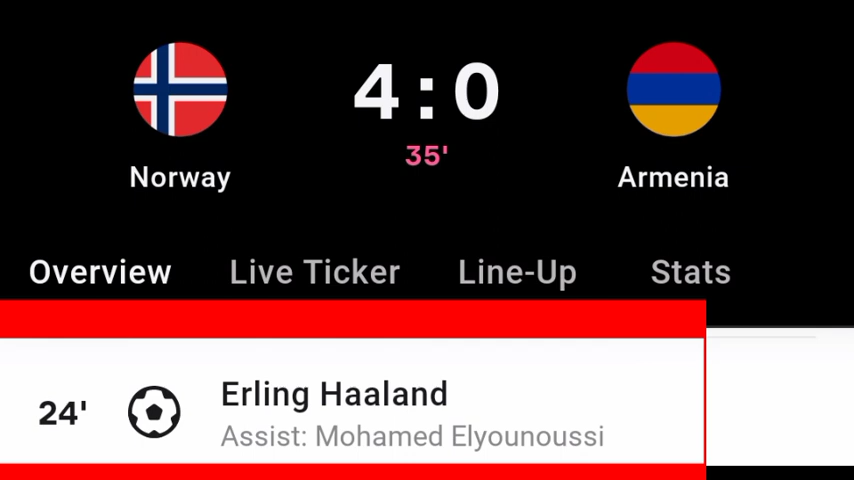 4:0
35'
Norway
Armenia
Overview Live Ticker Line-Up Stats
24' Erling Haaland
Assist: Mohamed Elyounoussi